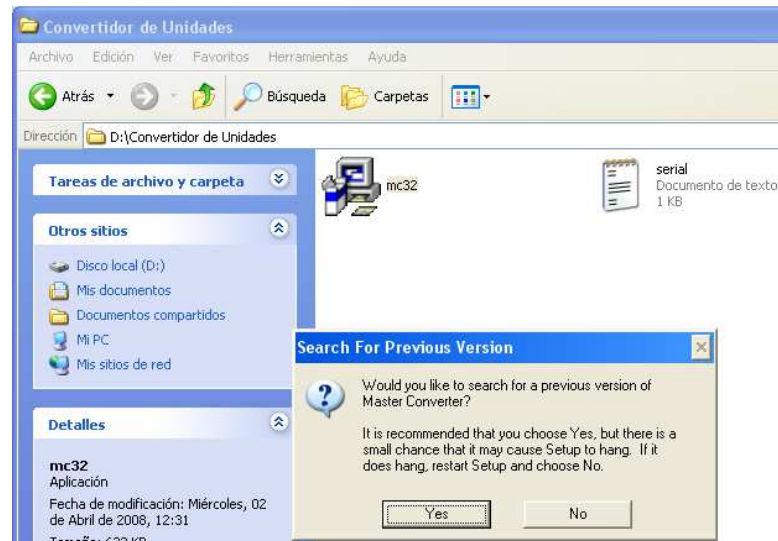 Convertidor de Unidades
Archivo Edición Ver Favoritos Herramientas Ayuda
Atrás Búsqueda Carpetas
Dirección D:\Convertidor de Unidades
Tareas de archivo y carpeta
mc32
serial
Documento de texto
1 KB
Otros sitios
Disco local (D:)
Mis documentos
Documentos compartidos
Mi PC
Mis sitios de red
Search For Previous Version
Would you like to search for a previous version of
Master Converter?
It is recommended that you choose Yes, but there is a
small chance that it may cause Setup to hang. If it
does hang, restart Setup and choose No.
Yes No
Detalles
mc32
Aplicación
Fecha de modificación: Miércoles, 02
de Abril de 2008, 12:31